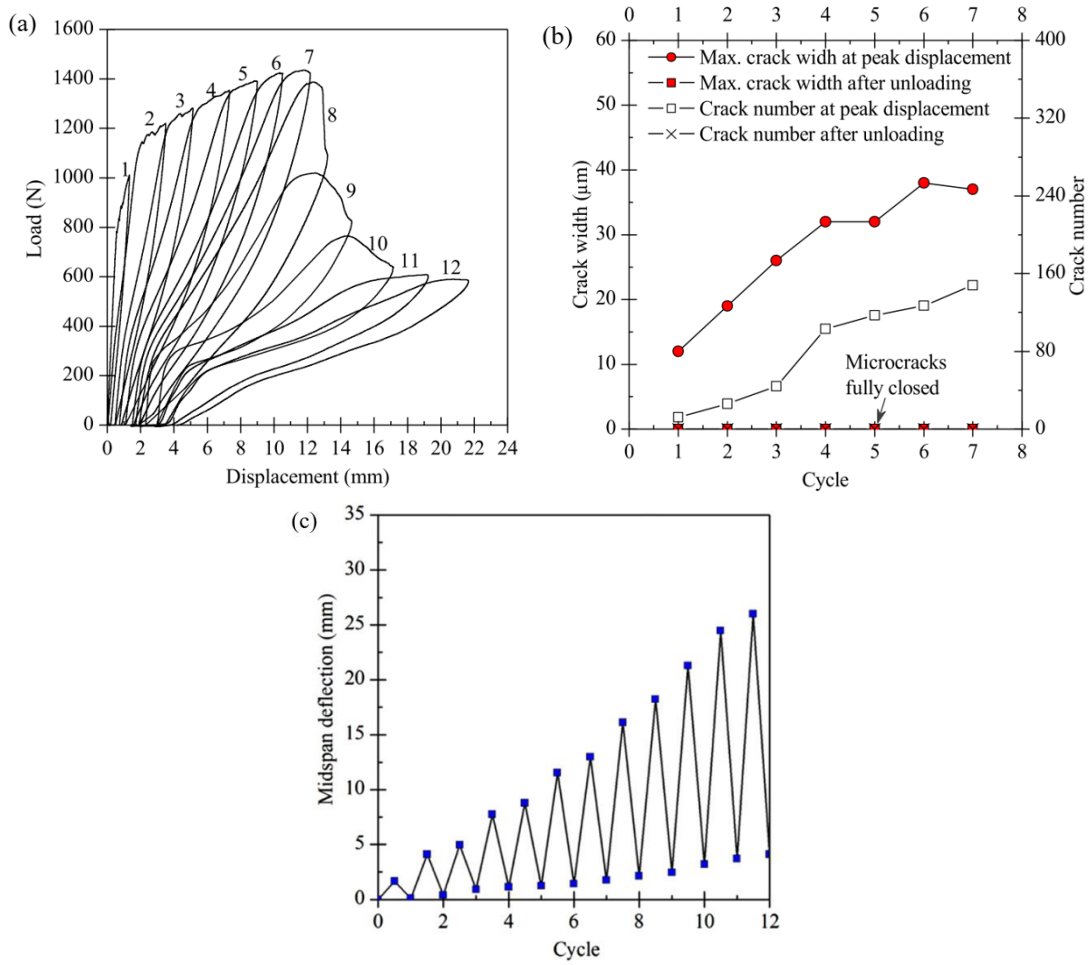 (a)
1600
1400
1200
1000
800
600
400
200
0
Load (N)
1
2
3
4
5
6
7
8
9
10
11
12
0 2 4 6 8 10 12 14 16 18 20 22 24
Displacement (mm)
(b)
0 1 2 3 4 5 6 7 8
60
50
40
30
20
10
0
Crack width (μm)
400
320
240
160
80
0
Crack number
Max. crack widh at peak displacement
Max. crack width after unloading
Crack number at peak displacement
Crack number after unloading
Microcracks
fully closed
0 1 2 3 4 5 6 7 8
Cycle
(c)
35
30
25
20
15
10
5
0
Midspan deflection (mm)
0 2 4 6 8 10 12
Cycle